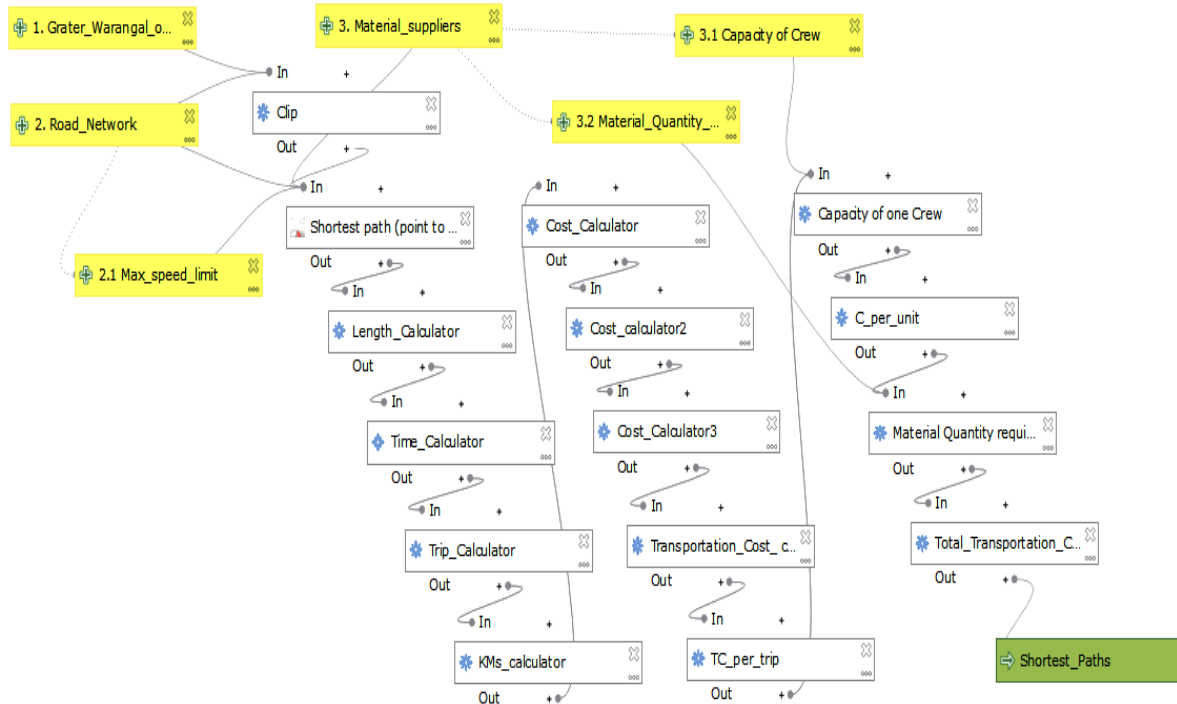 1. Grater_Warangal_o...
3. Material_suppliers
3.1 Capacity of Crew
In +
Clip
Out +
2. Road_Network
3.2 Material_Quantity_...
In +
Shortest path (point to ...
Out +
2.1 Max_speed_limit
In +
Length_Calculator
Out +
In +
Time_Calculator
Out +
In +
Trip_Calculator
Out +
In +
KMs_calculator
Out +
In +
Cost_Calculator
Out +
In +
Cost_calculator2
Out +
In +
Cost_Calculator3
Out +
In +
Transportation_Cost_ c...
Out +
In +
TC_per_trip
Out +
In +
Capacity of one Crew
Out +
In +
C_per_unit
Out +
In +
Material Quantity requi...
Out +
In +
Total_Transportation_C...
Out +
Shortest_Paths